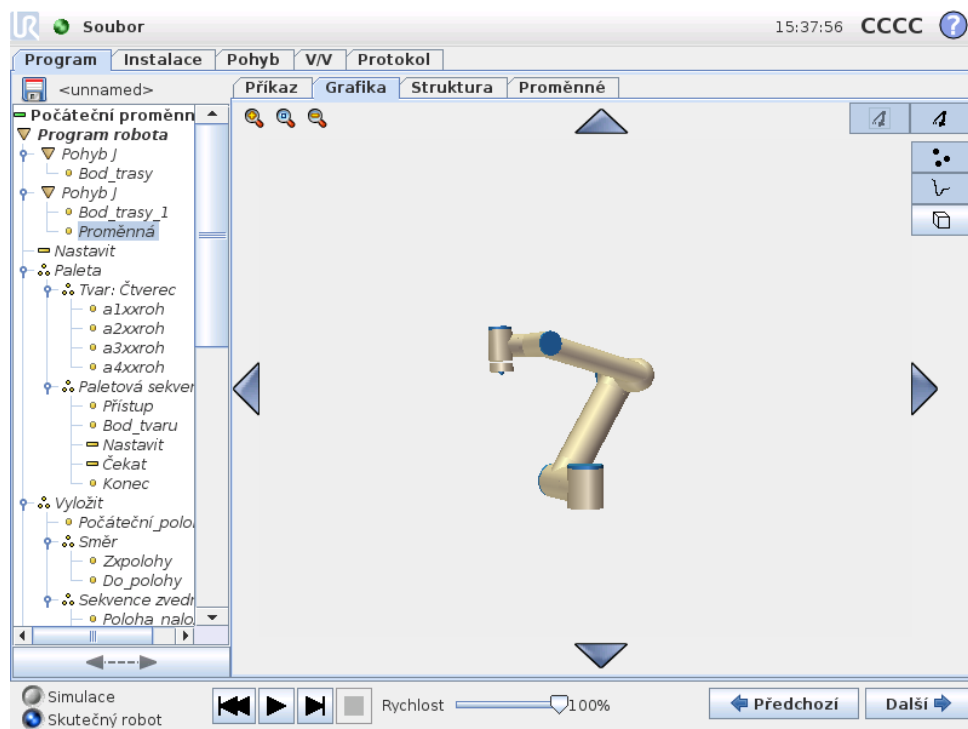 UR Soubor 15:37:56 CCCC ?
Program Instalace Pohyb V/V Protokol
<unnamed> Příkaz Grafika Struktura Proměnné
Počáteční proměnn
Program robota
Pohyb J
Bod_trasy
Pohyb J
Bod_trasy_1
Proměnná
Nastavit
Paleta
Tvar: Čtverec
a1xxroh
a2xxroh
a3xxroh
a4xxroh
Paletová sekver
Přístup
Bod_tvaru
Nastavit
Čekat
Konec
Vyložit
Počáteční_polo
Směr
Zxpolohy
Do_polohy
Sekvence zvedr
Poloha_nalo
Simulace
Skutečný robot
Rychlost 100%
Předchozí Další